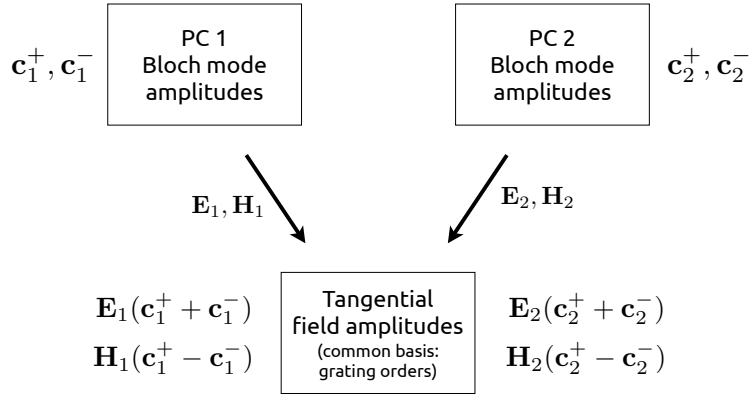 PC 1
Bloch mode
amplitudes
c₁⁺, c₁⁻
PC 2
Bloch mode
amplitudes
c₂⁺, c₂⁻
E₁, H₁
E₂, H₂
E₁(c₁⁺ + c₁⁻)
H₁(c₁⁺ − c₁⁻)
Tangential
field amplitudes
(common basis:
grating orders)
E₂(c₂⁺ + c₂⁻)
H₂(c₂⁺ − c₂⁻)